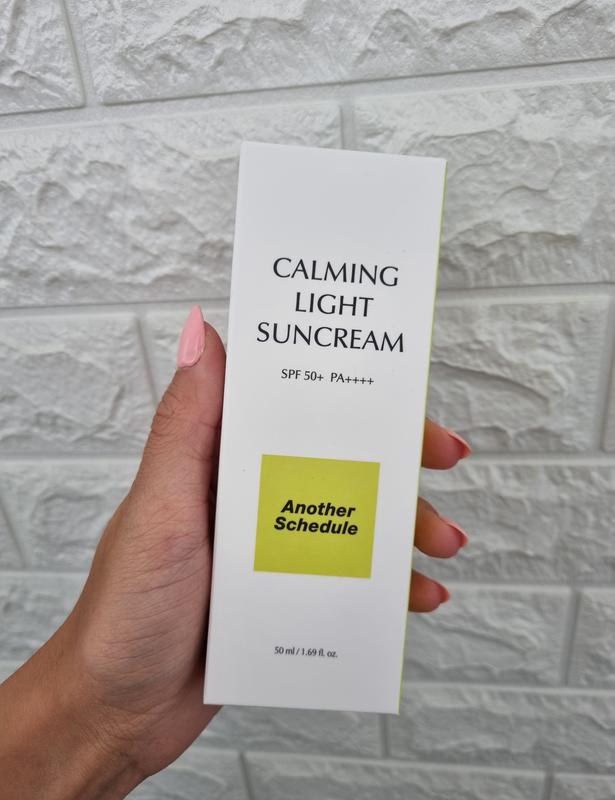 CALMING
LIGHT
SUNCREAM
SPF 50+ PA++++
Another
Schedule
50 ml / 1.69 fl. oz.